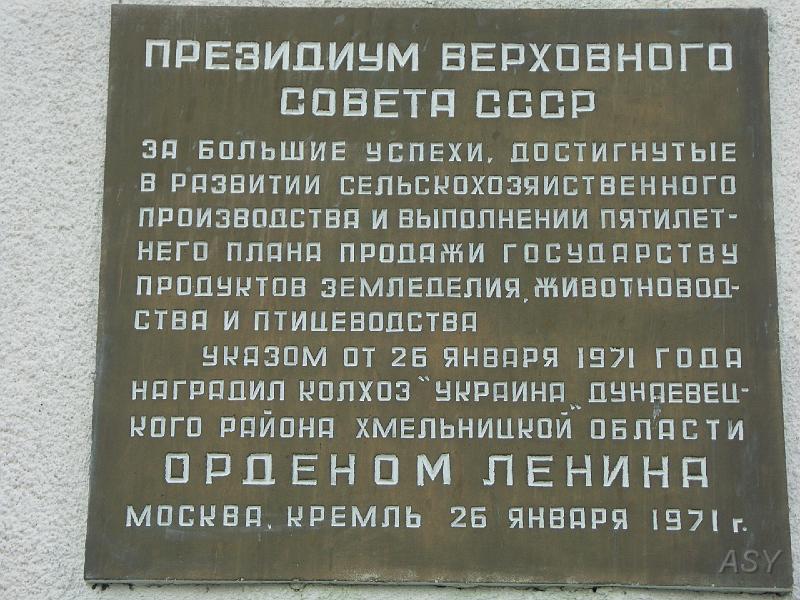 ПРЕЗИДИУМ ВЕРХОВНОГО
СОВЕТА СССР
ЗА БОЛЬШИЕ УСПЕХИ, ДОСТИГНУТЫЕ
В РАЗВИТИИ СЕЛЬСКОХОЗЯЙСТВЕННОГО
ПРОИЗВОДСТВА И ВЫПОЛНЕНИИ ПЯТИЛЕТ-
НЕГО ПЛАНА ПРОДАЖИ ГОСУДАРСТВУ
ПРОДУКТОВ ЗЕМЛЕДЕЛИЯ, ЖИВОТНОВОД-
СТВА И ПТИЦЕВОДСТВА
УКАЗОМ ОТ 26 ЯНВАРЯ 1971 ГОДА
НАГРАДИЛ КОЛХОЗ "УКРАИНА" ДУНАЕВЕЦ-
КОГО РАЙОНА ХМЕЛЬНИЦКОЙ ОБЛАСТИ
ОРДЕНОМ ЛЕНИНА
МОСКВА, КРЕМЛЬ 26 ЯНВАРЯ 1971 г.
ASY